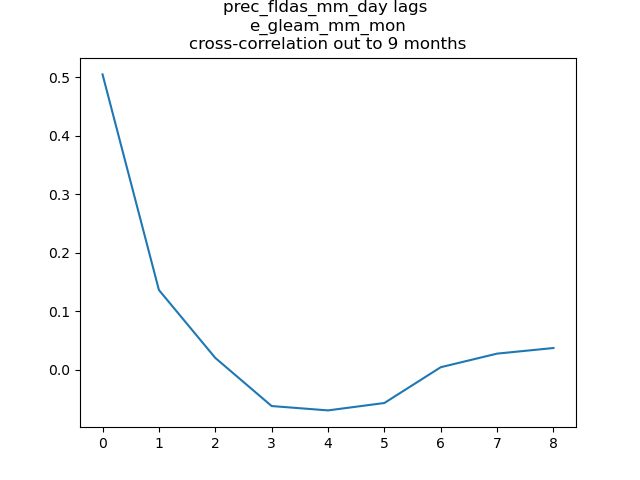 prec_fldas_mm_day lags
e_gleam_mm_mon
cross-correlation out to 9 months
0.5
0.4
0.3
0.2
0.1
0.0
0 1 2 3 4 5 6 7 8